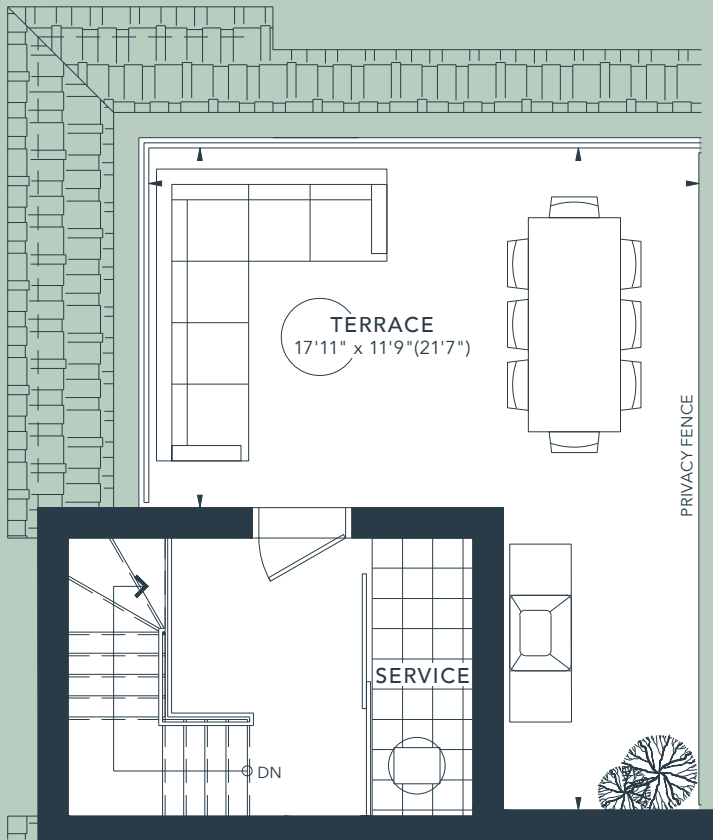 TERRACE
17'11" x 11'9"(21'7")
PRIVACY FENCE
SERVICE
DN